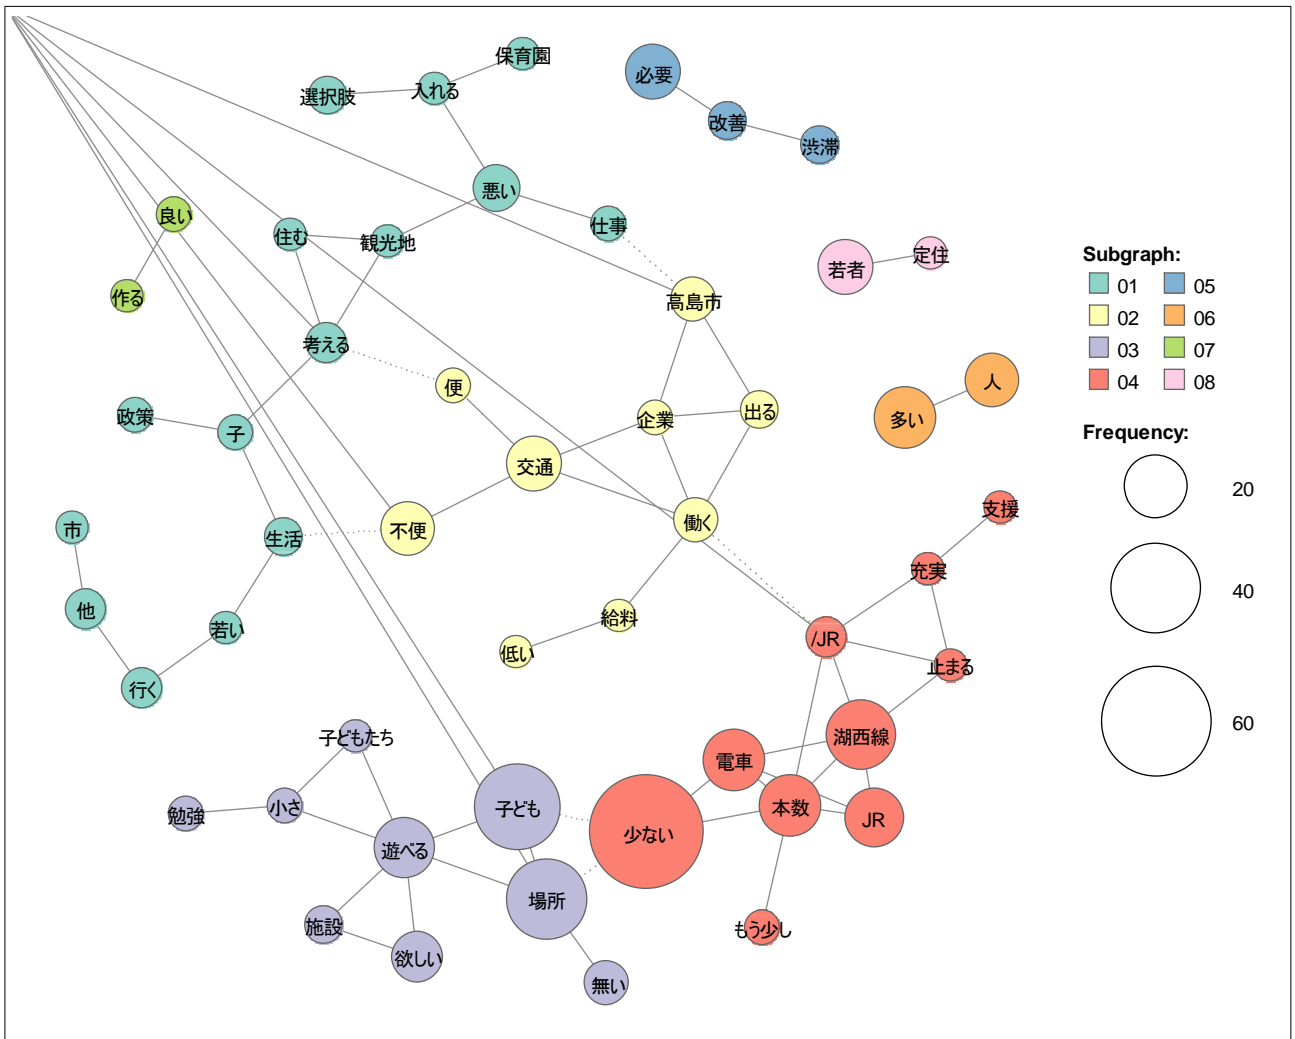 保育園
必要
選択肢
入れる
改善
渋滞
悪い
良い
仕事
住む
観光地
定住
若者
Subgraph:
01
05
02
06
03
07
04
08
作る
高島市
考える
便
人
政策
子
企業
出る
多い
Frequency:
20
40
60
交通
支援
市
不便
働く
生活
充実
他
若い
給料
/JR
低い
止まる
行く
子どもたち
湖西線
電車
勉強
小さ
子ども
本数
JR
少ない
遊べる
場所
施設
もう少し
欲しい
無い